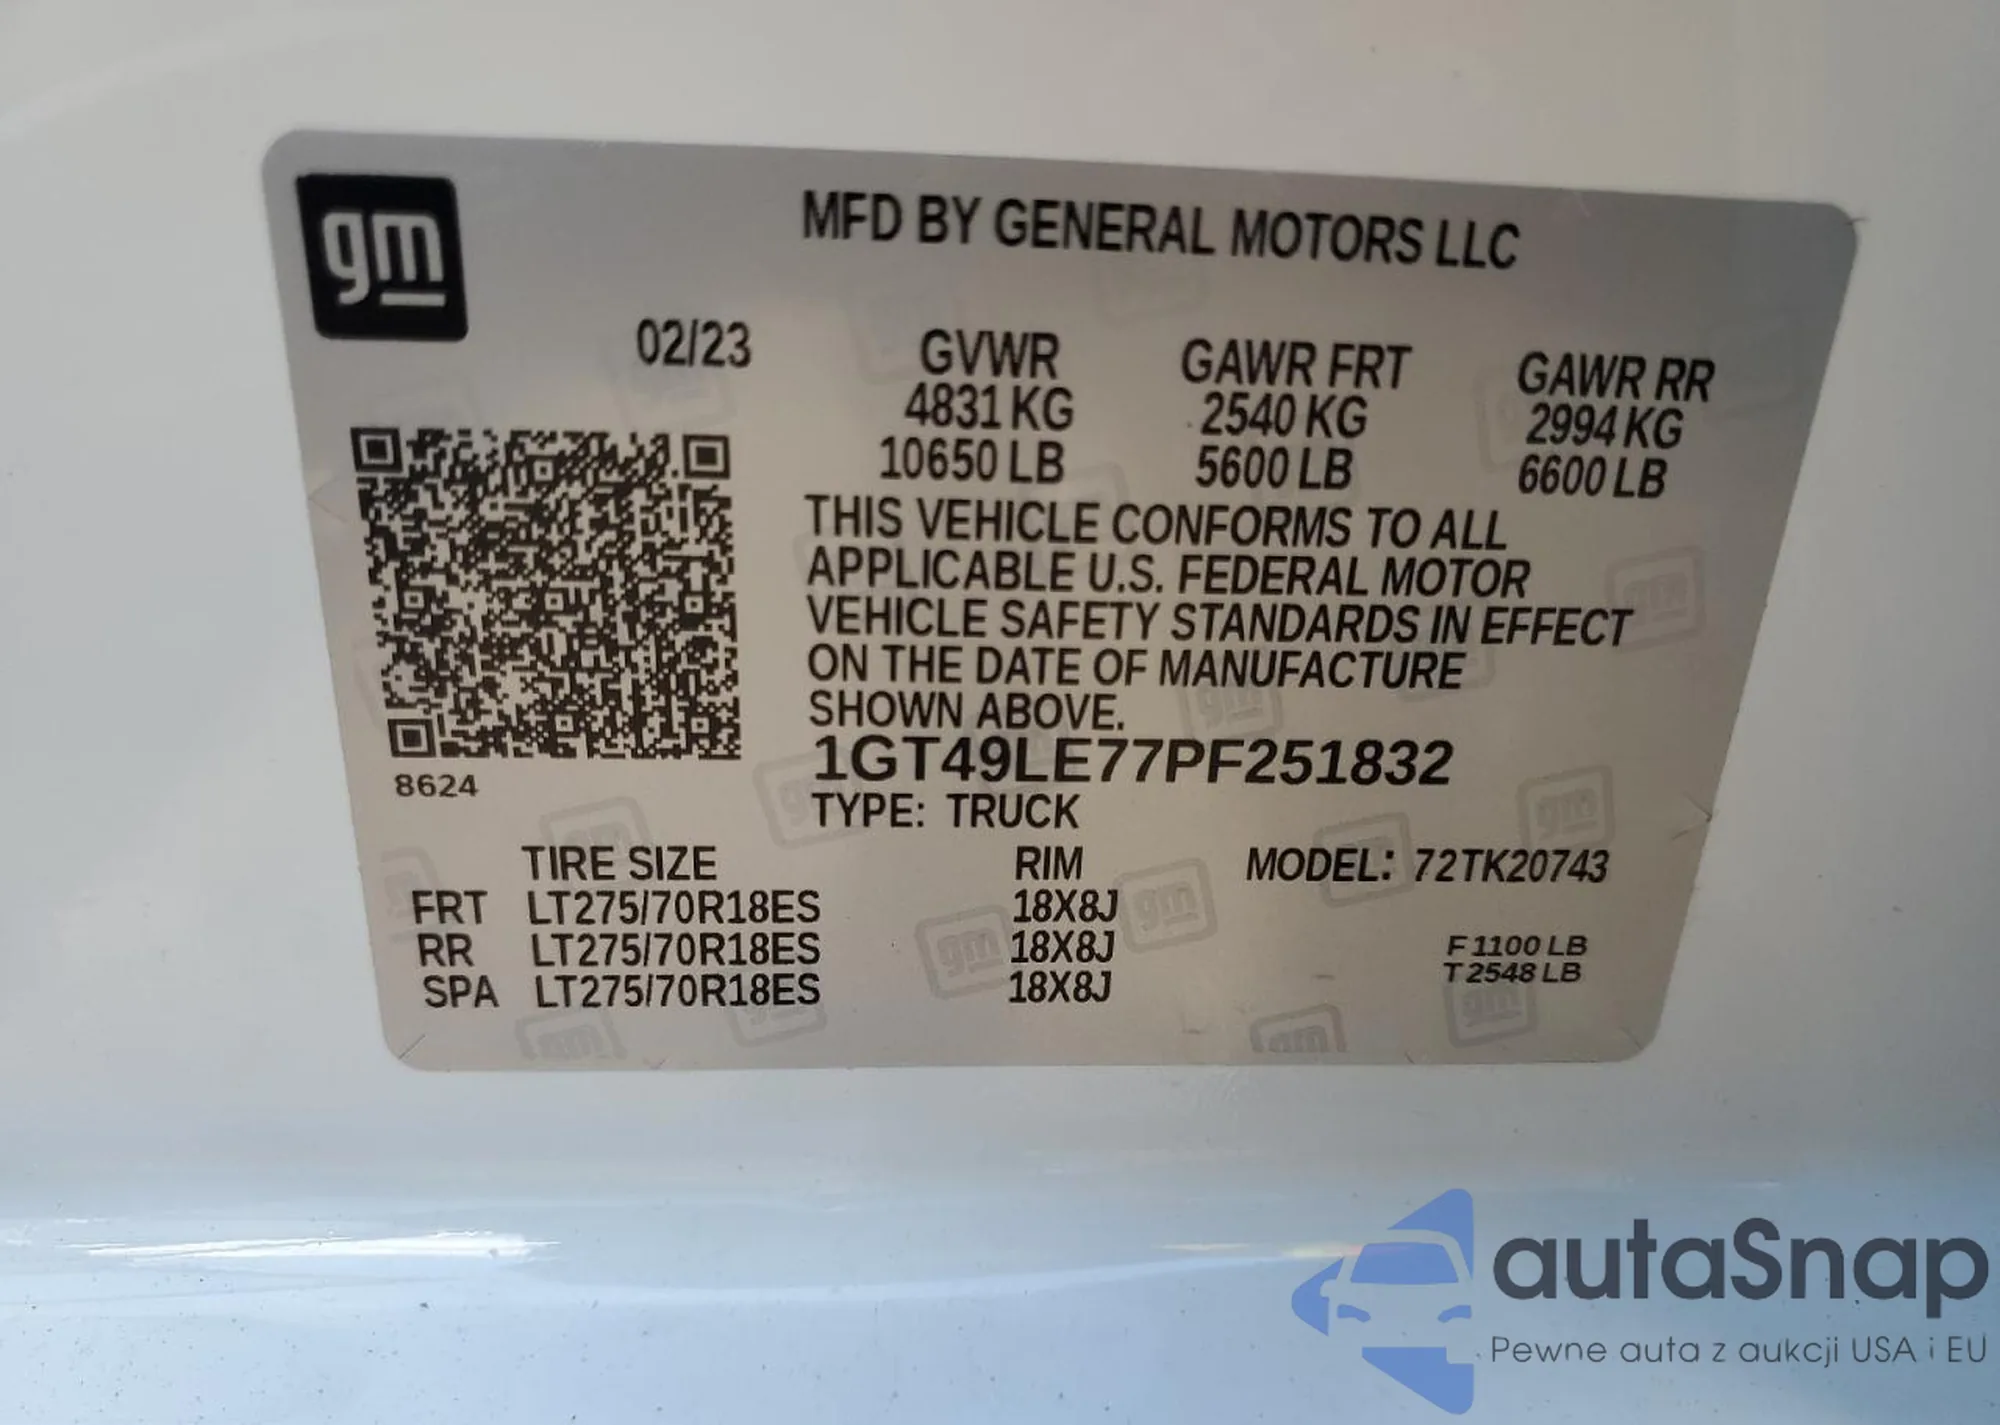 gm
MFD BY GENERAL MOTORS LLC
02/23 GVWR GAWR FRT GAWR RR
4831 KG 2540 KG 2994 KG
10650 LB 5600 LB 6600 LB
THIS VEHICLE CONFORMS TO ALL
APPLICABLE U.S. FEDERAL MOTOR
VEHICLE SAFETY STANDARDS IN EFFECT
ON THE DATE OF MANUFACTURE
SHOWN ABOVE.
1GT49LE77PF251832
8624
TYPE: TRUCK
TIRE SIZE RIM MODEL: 72TK20743
FRT LT275/70R18ES 18X8J
RR LT275/70R18ES 18X8J F 1100 LB
SPA LT275/70R18ES 18X8J T 2548 LB
autaSnap
Pewne auta z aukcji USA i EU